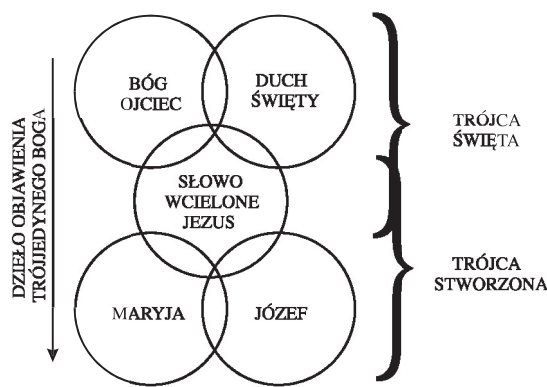 BÓG
OJCIEC
DUCH
ŚWIĘTY
TRÓJCA
ŚWIĘTA
SŁOWO
WCIELONE
JEZUS
DZIEŁO OBJAWIENIA
TRÓJJEDYNEGO BOGA
MARYJA
JÓZEF
TRÓJCA
STWORZONA